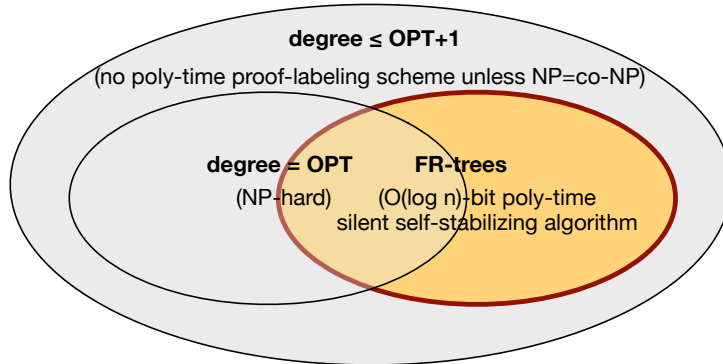 degree ≤ OPT+1
(no poly-time proof-labeling scheme unless NP=co-NP)
degree = OPT
(NP-hard)
FR-trees
(O(log n)-bit poly-time
silent self-stabilizing algorithm